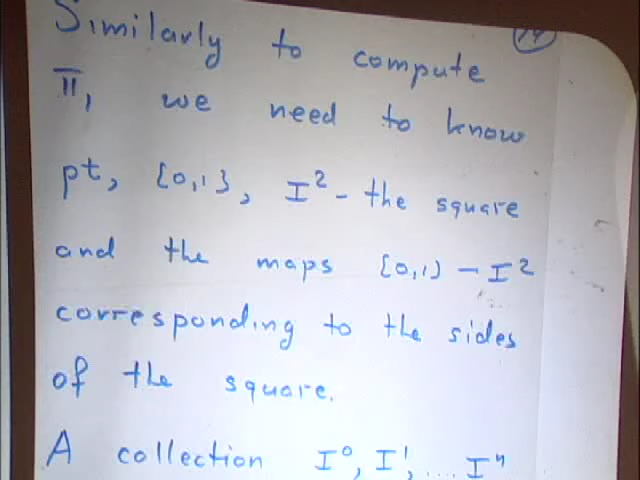 Similarly to compute
π₁ we need to know
pt, {0,1}, I² - the square
and the maps {0,1} - I²
corresponding to the sides
of the square.
A collection I⁰, I¹, ... Iⁿ